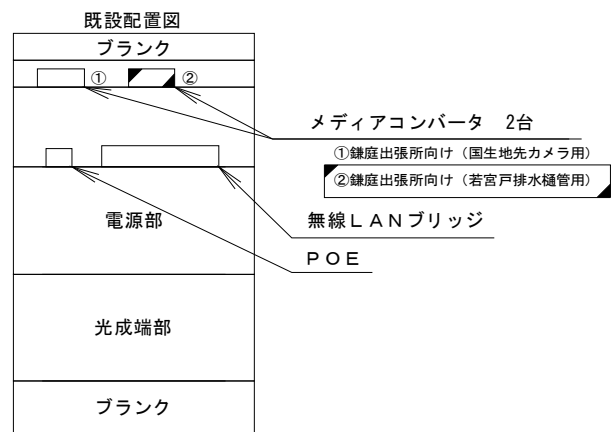 既設配置図
ブランク
① ②
メディアコンバータ 2台
①鎌庭出張所向け（国生地先カメラ用）
②鎌庭出張所向け（若宮戸排水樋管用）
電源部
無線ＬＡＮブリッジ
ＰＯＥ
光成端部
ブランク